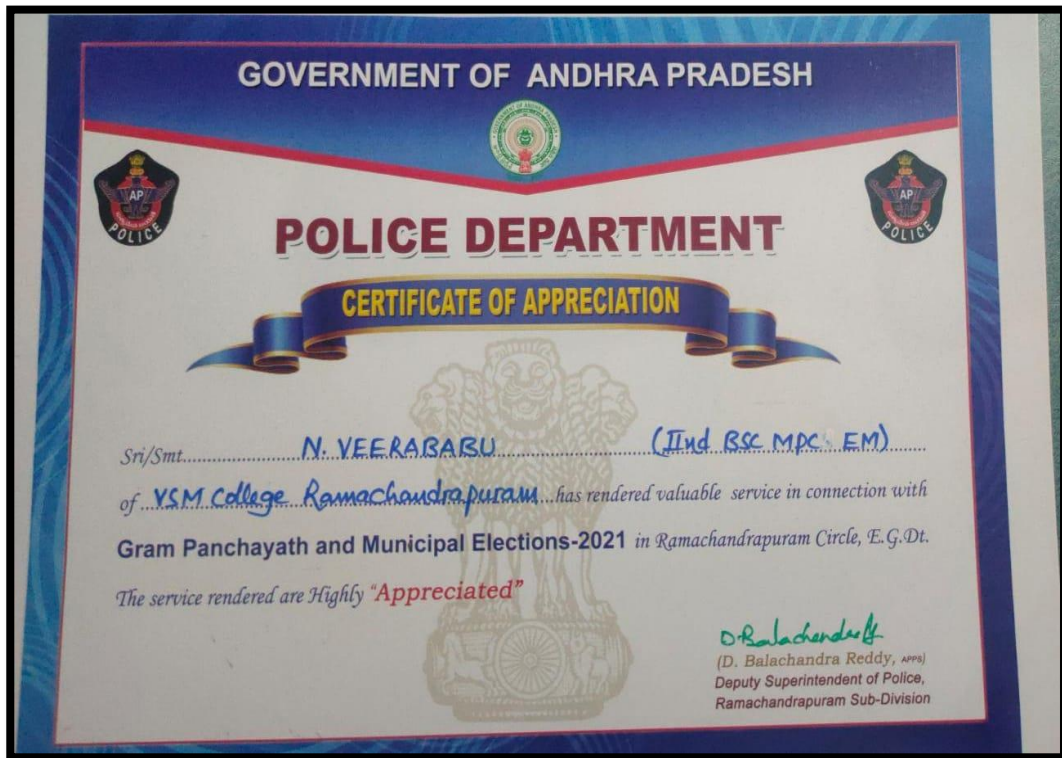 GOVERNMENT OF ANDHRA PRADESH
AP
POLICE
AP
POLICE
POLICE DEPARTMENT
CERTIFICATE OF APPRECIATION
Sri/Smt. N. VEERABABU (IInd BSC MPC EM)
of VSM College Ramachandrapuram has rendered valuable service in connection with
Gram Panchayath and Municipal Elections-2021 in Ramachandrapuram Circle, E.G.Dt.
The service rendered are Highly "Appreciated"
(D. Balachandra Reddy, APPS)
Deputy Superintendent of Police,
Ramachandrapuram Sub-Division